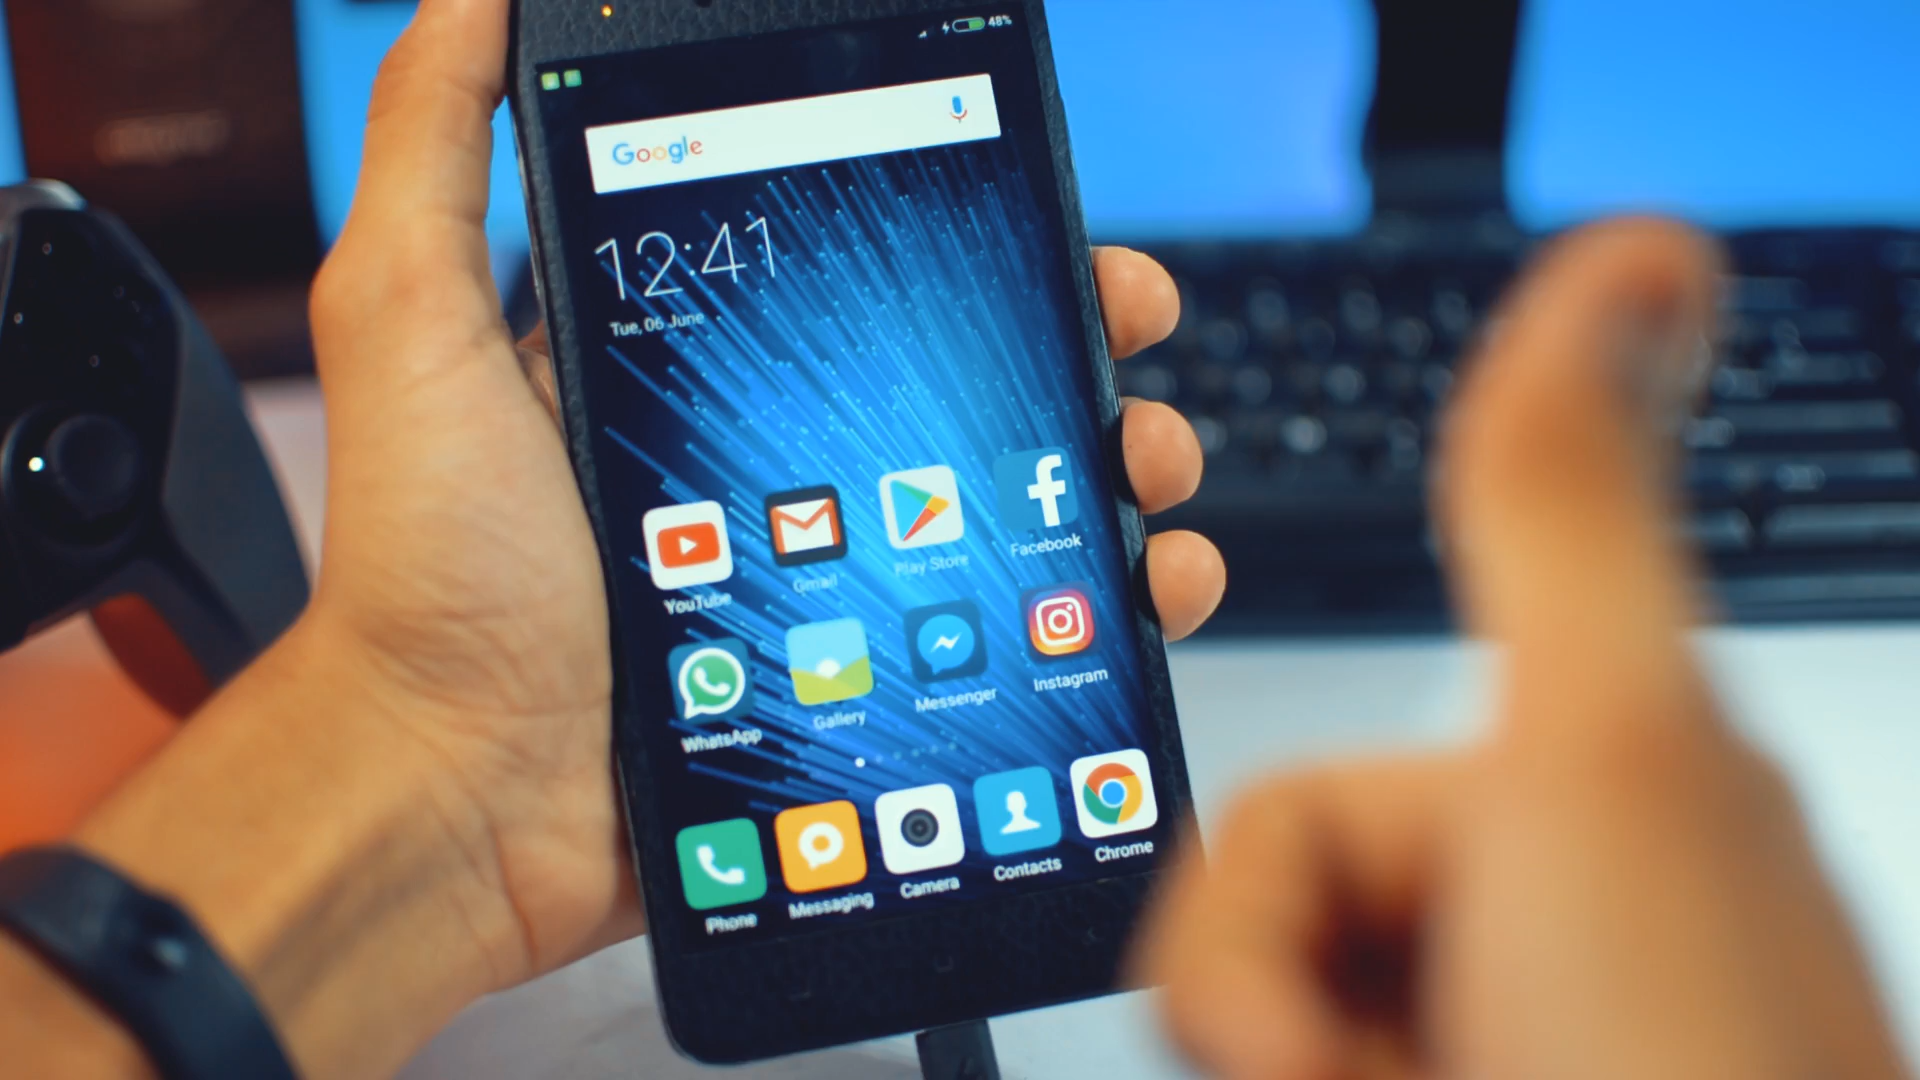 48%
Google
12:41
Tue, 06 June
YouTube
Gmail
Play Store
Facebook
WhatsApp
Gallery
Messenger
Instagram
Phone
Messaging
Camera
Contacts
Chrome